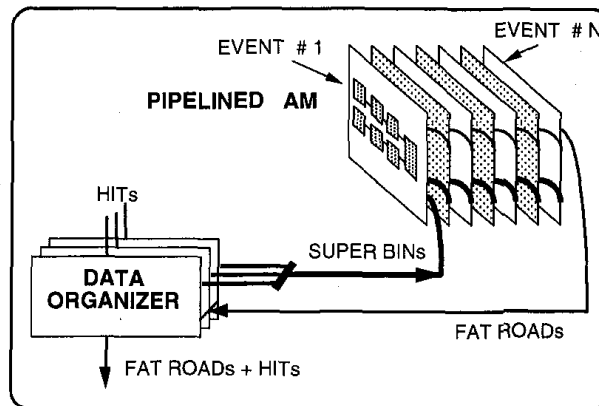 EVENT # 1
EVENT # N
PIPELINED AM
HITs
SUPER BINs
DATA
ORGANIZER
FAT ROADs
FAT ROADs + HITs